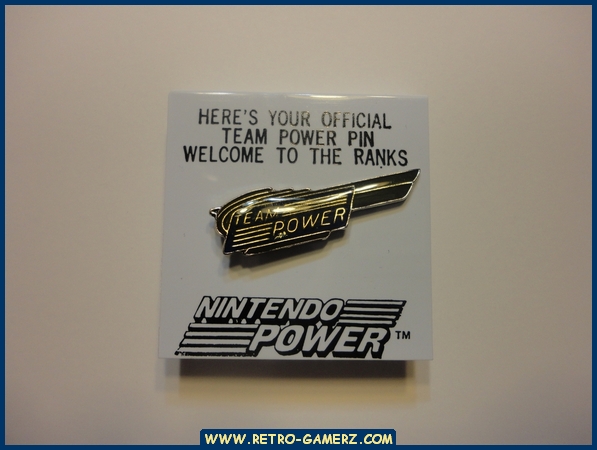 HERE'S YOUR OFFICIAL
TEAM POWER PIN
WELCOME TO THE RANKS
TEAM
POWER
NINTENDO
POWER TM
WWW.RETRO-GAMERZ.COM